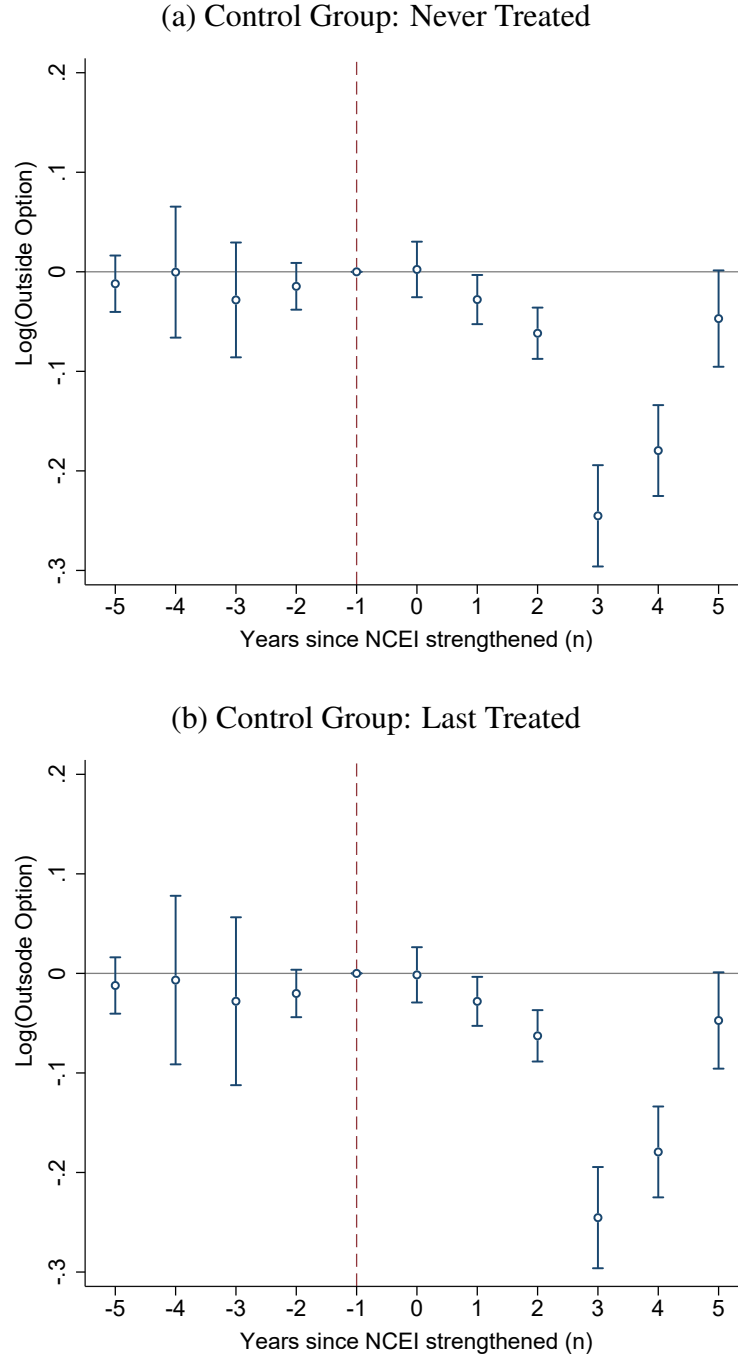 (a) Control Group: Never Treated
.2
.1
0
-.1
-.2
-.3
Log(Outside Option)
-5 -4 -3 -2 -1 0 1 2 3 4 5
Years since NCEI strengthened (n)
(b) Control Group: Last Treated
.2
.1
0
-.1
-.2
-.3
Log(Outsode Option)
-5 -4 -3 -2 -1 0 1 2 3 4 5
Years since NCEI strengthened (n)